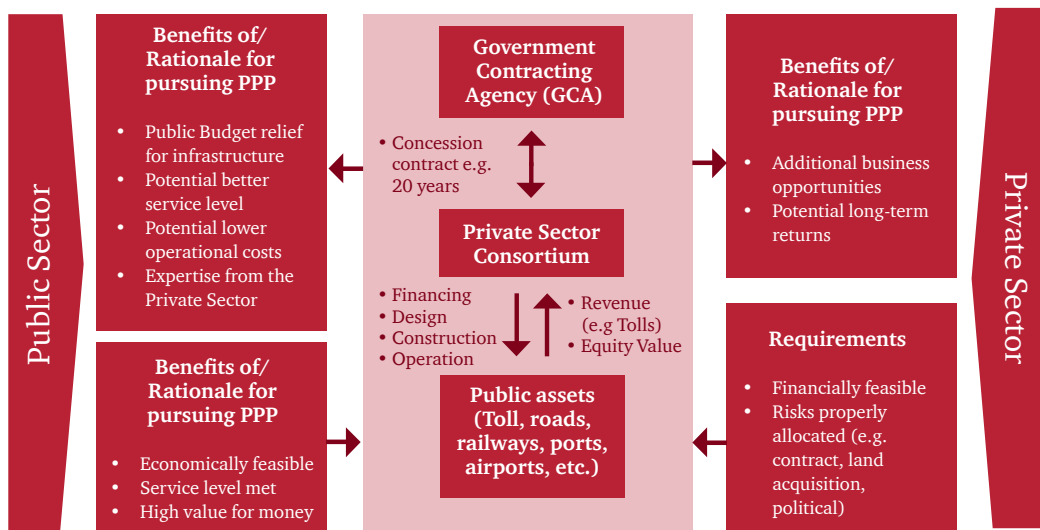 Public Sector
Benefits of/
Rationale for
pursuing PPP
• Public Budget relief
for infrastructure
• Potential better
service level
• Potential lower
operational costs
• Expertise from the
Private Sector
Benefits of/
Rationale for
pursuing PPP
• Economically feasible
• Service level met
• High value for money
Government
Contracting
Agency (GCA)
• Concession
contract e.g.
20 years
Private Sector
Consortium
• Financing
• Design
• Construction
• Operation
• Revenue
(e.g Tolls)
• Equity Value
Public assets
(Toll, roads,
railways, ports,
airports, etc.)
Benefits of/
Rationale for
pursuing PPP
• Additional business
opportunities
• Potential long-term
returns
Requirements
• Financially feasible
• Risks properly
allocated (e.g.
contract, land
acquisition,
political)
Private Sector